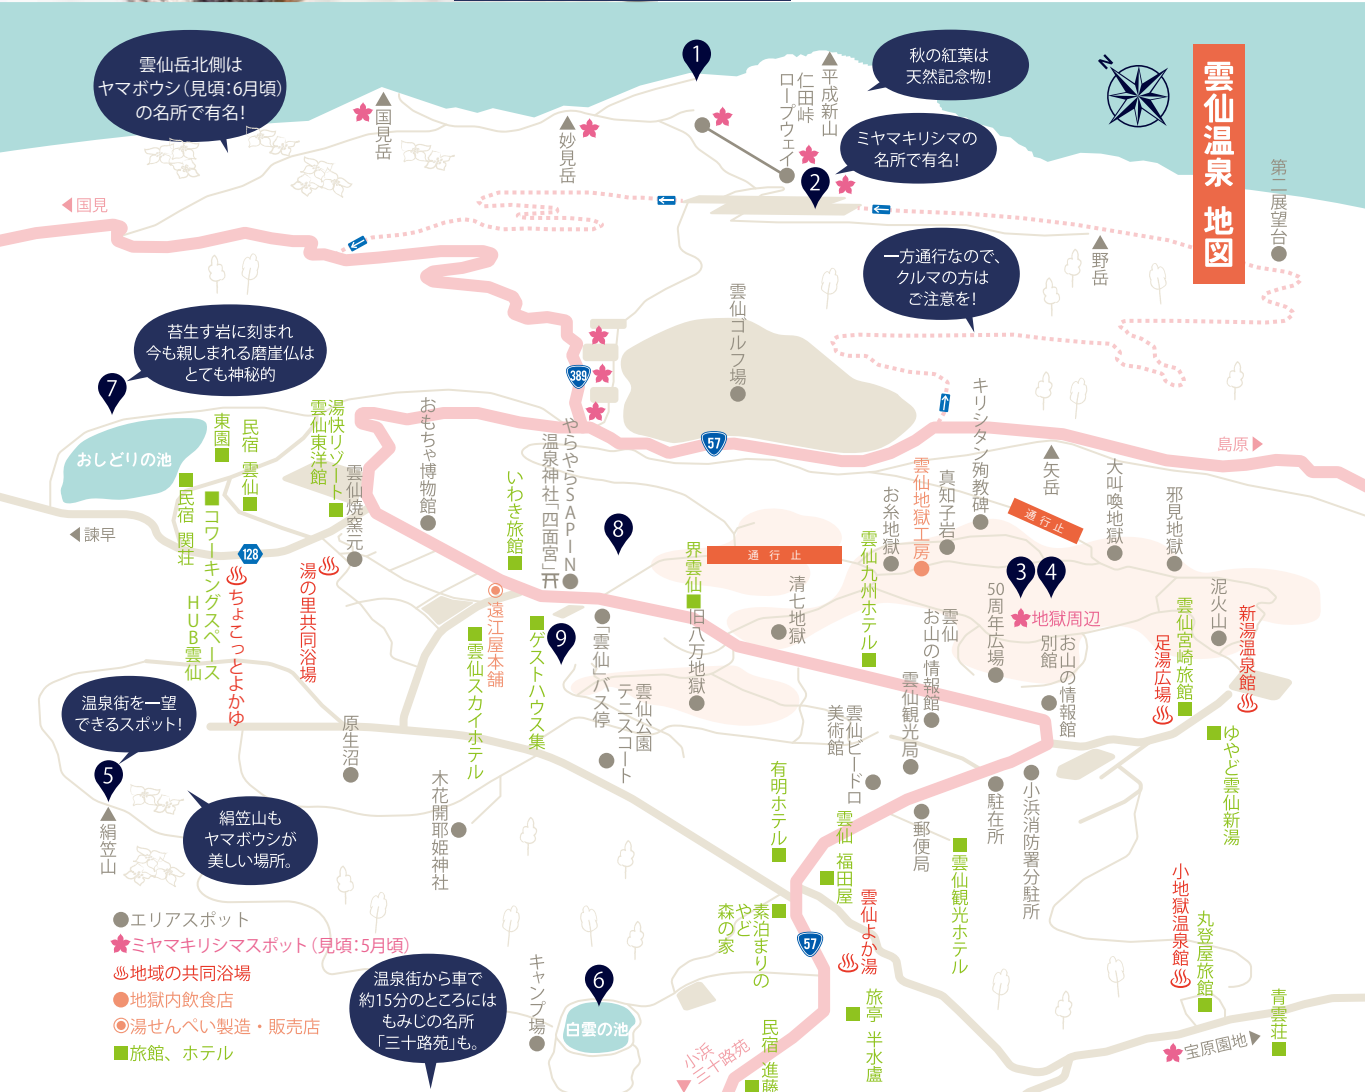 雲仙温泉 地図
N
雲仙岳北側は
ヤマボウシ（見頃：6月頃）
の名所で有名！
1
秋の紅葉は
天然記念物！
平成新山
仁田峠
ロープウェイ
国見岳
妙見岳
ミヤマキリシマの
名所で有名！
2
第二展望台
国見
野岳
一方通行なので、
クルマの方は
ご注意を！
雲仙ゴルフ場
苔生す岩に刻まれ
今も親しまれる磨崖仏は
とても神秘的
7
389
57
島原
おしどりの池
東園
民宿 雲仙
湯快リゾート
雲仙東洋館
雲仙焼窯元
おもちゃ博物館
いわき旅館
やらやらSAPIN
温泉神社「四面宮」
8
キリシタン殉教碑
矢岳
大叫喚地獄
邪見地獄
お糸地獄
雲仙地獄工房
真知子岩
通行止
通行止
諫早
民宿 関荘
コワーキングスペース
HUB雲仙
128
ちょこっとよかゆ
湯の里共同浴場
遠江屋本舗
雲仙スカイホテル
ゲストハウス集
9
「雲仙」バス停
界雲仙
旧八万地獄
清七地獄
雲仙九州ホテル
雲仙
お山の情報館
3
4
地獄周辺
50周年広場
お山の情報館
別館
泥火山
雲仙宮崎旅館
足湯広場
新湯温泉館
ゆやど雲仙新湯
温泉街を一望
できるスポット！
5
絹笠山
絹笠山も
ヤマボウシが
美しい場所。
原生沼
木花開耶姫神社
雲仙公園
テニスコート
雲仙観光局
雲仙ビードロ
美術館
有明ホテル
雲仙 福田屋
郵便局
駐在所
小浜消防署分駐所
雲仙観光ホテル
素泊まりの
やど
森の家
57
雲仙よか湯
旅亭 半水盧
小地獄温泉館
丸登屋旅館
青雲荘
宝原園地
キャンプ場
6
白雲の池
小浜
三十路苑
民宿 進藤
温泉街から車で
約15分のところには
もみじの名所
「三十路苑」も。
エリアスポット
ミヤマキリシマスポット（見頃：5月頃）
地域の共同浴場
地獄内飲食店
湯せんぺい製造・販売店
旅館、ホテル